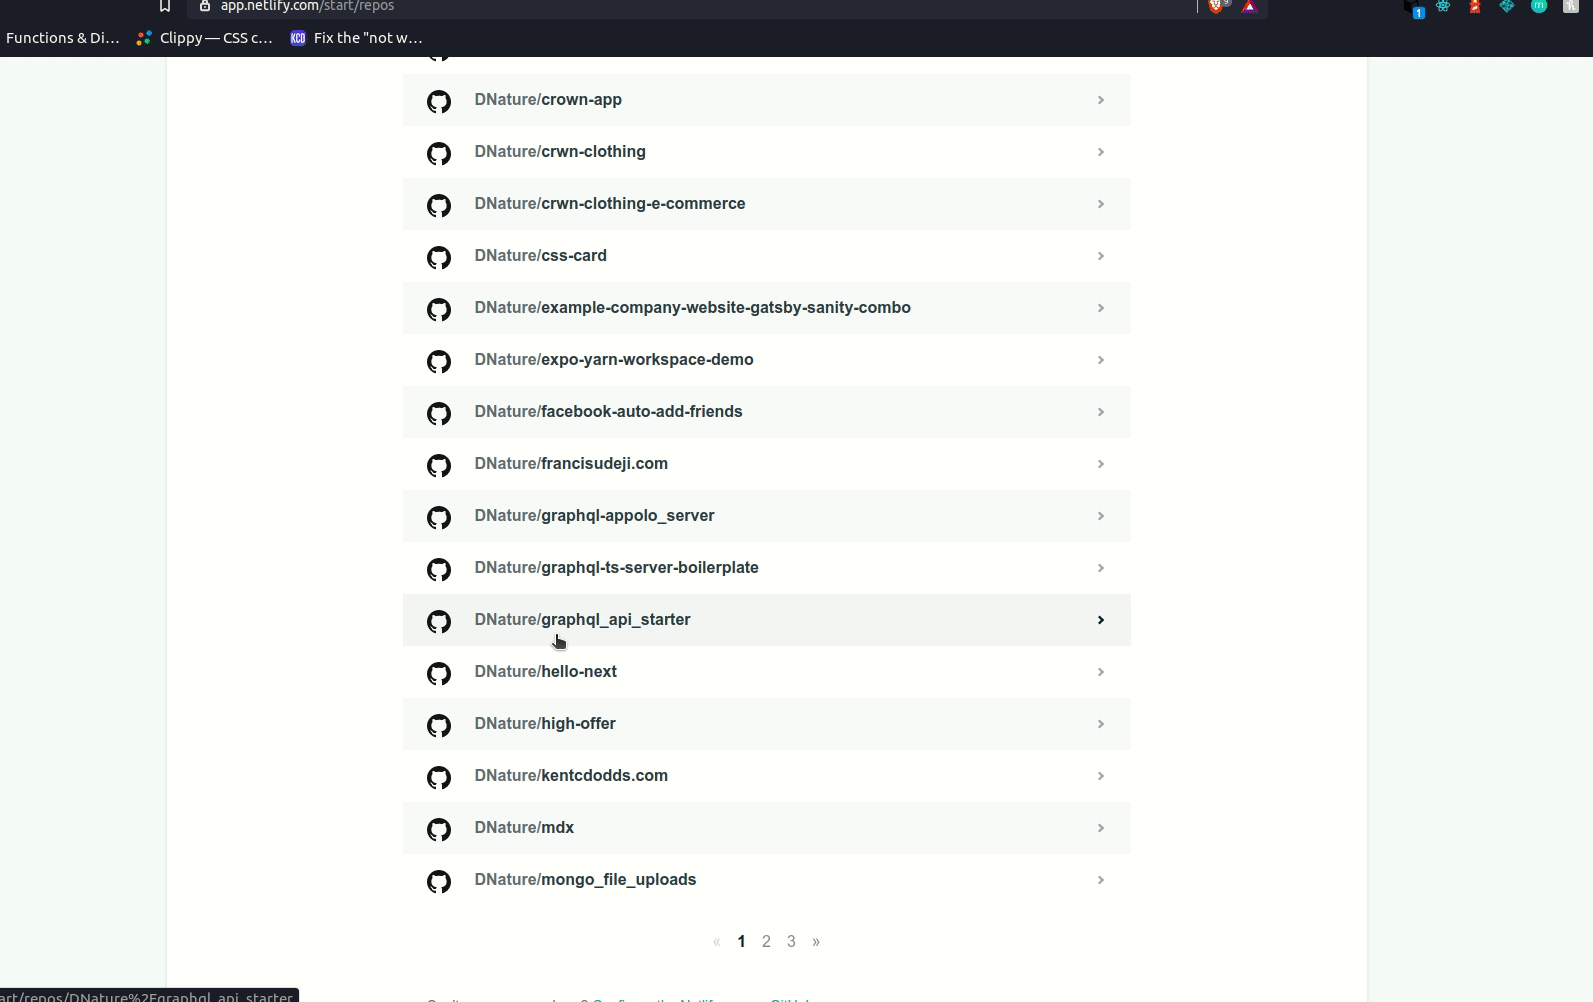 app.netlify.com/start/repos
Functions & Di... Clippy — CSS c... Fix the "not w...
DNature/crown-app
DNature/crwn-clothing
DNature/crwn-clothing-e-commerce
DNature/css-card
DNature/example-company-website-gatsby-sanity-combo
DNature/expo-yarn-workspace-demo
DNature/facebook-auto-add-friends
DNature/francisudeji.com
DNature/graphql-appolo_server
DNature/graphql-ts-server-boilerplate
DNature/graphql_api_starter
DNature/hello-next
DNature/high-offer
DNature/kentcdodds.com
DNature/mdx
DNature/mongo_file_uploads
« 1 2 3 »
art/repos/DNature%2Fgraphql_api_starter